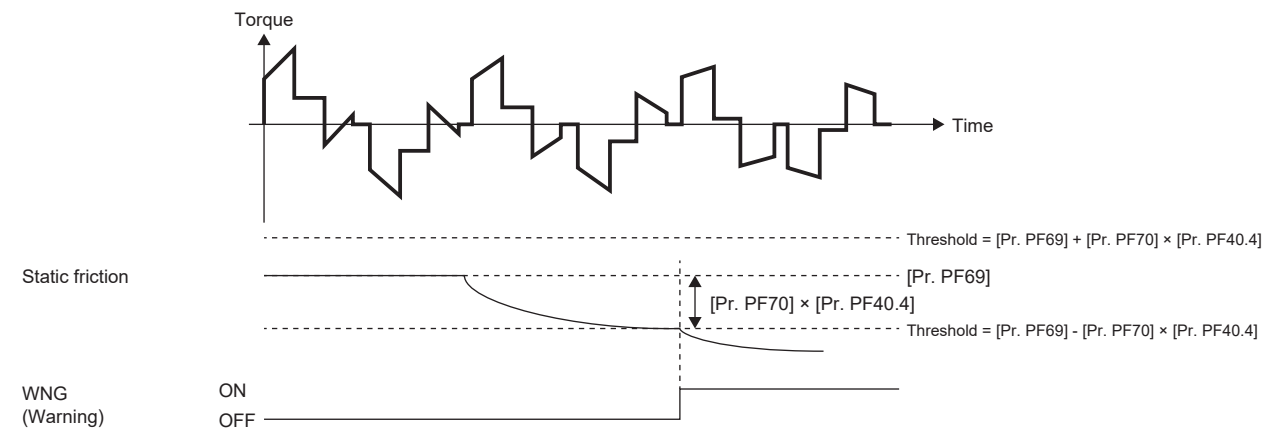 Torque
Time
Threshold = [Pr. PF69] + [Pr. PF70] × [Pr. PF40.4]
Static friction
[Pr. PF69]
[Pr. PF70] × [Pr. PF40.4]
Threshold = [Pr. PF69] - [Pr. PF70] × [Pr. PF40.4]
WNG
(Warning)
ON
OFF